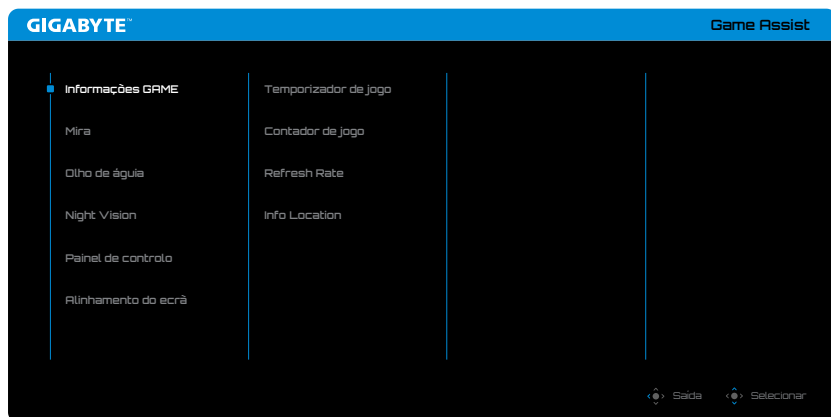 GIGABYTE™
Game Assist
Informações GAME
Mira
Olho de águia
Night Vision
Painel de controlo
Alinhamento do ecrà
Temporizador de jogo
Contador de jogo
Refresh Rate
Info Location
Saída
Selecionar